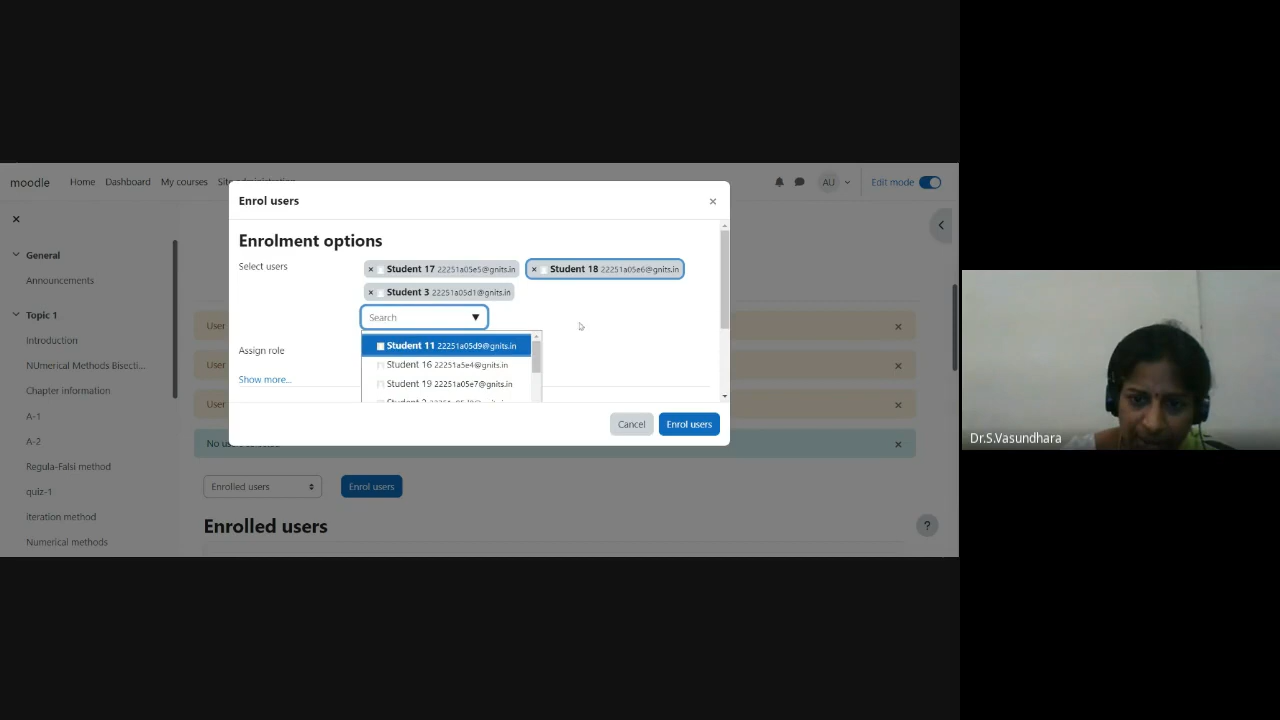 moodle Home Dashboard My courses AU Edit mode
Enrol users
Enrolment options
Select users
× Student 17 22251a05e5@gnits.in × Student 18 22251a05e6@gnits.in
× Student 3 22251a05d1@gnits.in
Search
Student 11 22251a05d9@gnits.in
Student 16 22251a5e4@gnits.in
Student 19 22251a05e7@gnits.in
Assign role
Show more...
Cancel Enrol users
General
Announcements
Topic 1
Introduction
NUmerical Methods Bisecti...
Chapter information
A-1
A-2
Regula-Falsi method
quiz-1
iteration method
Numerical methods
User
User
User
Enrolled users Enrol users
Enrolled users
?
Dr.S.Vasundhara